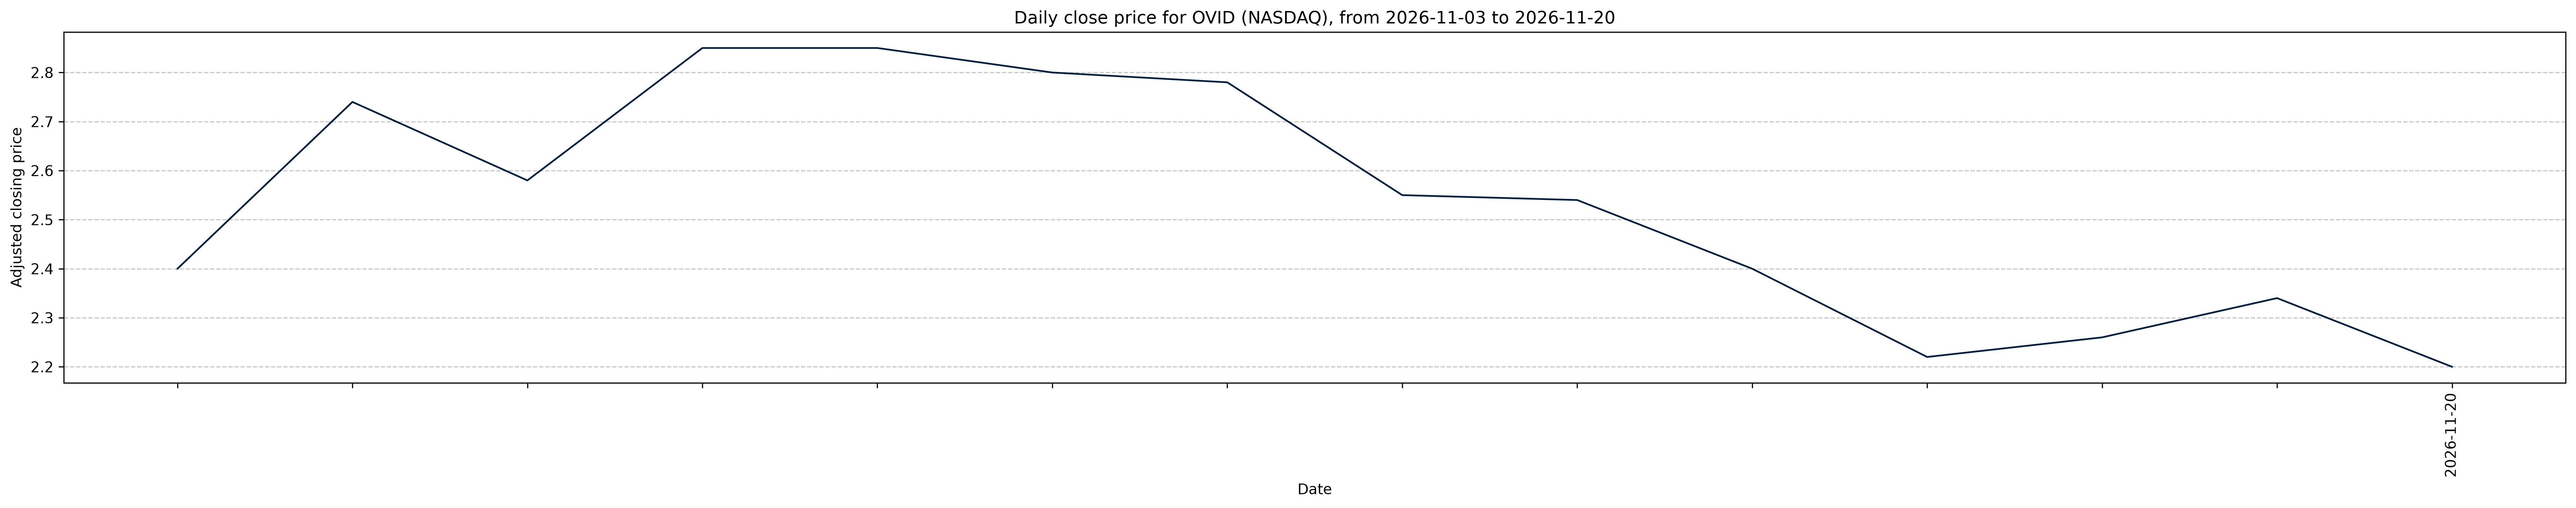 Daily close price for OVID (NASDAQ), from 2026-11-03 to 2026-11-20
Adjusted closing price
2.8
2.7
2.6
2.5
2.4
2.3
2.2
2026-11-20
Date